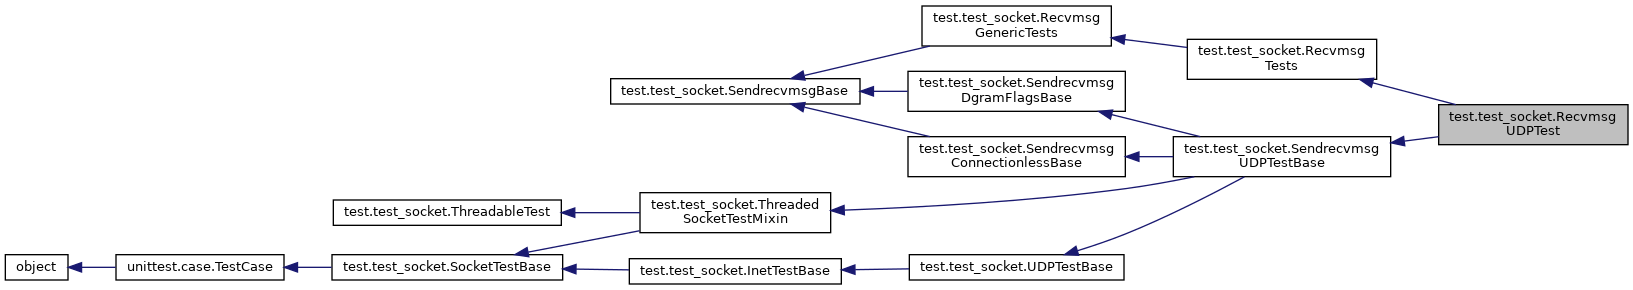 test.test_socket.Recvmsg
GenericTests
test.test_socket.Recvmsg
Tests
test.test_socket.SendrecvmsgBase
test.test_socket.Sendrecvmsg
DgramFlagsBase
test.test_socket.Recvmsg
UDPTest
test.test_socket.Sendrecvmsg
ConnectionlessBase
test.test_socket.Sendrecvmsg
UDPTestBase
test.test_socket.ThreadableTest
test.test_socket.Threaded
SocketTestMixin
object
unittest.case.TestCase
test.test_socket.SocketTestBase
test.test_socket.InetTestBase
test.test_socket.UDPTestBase